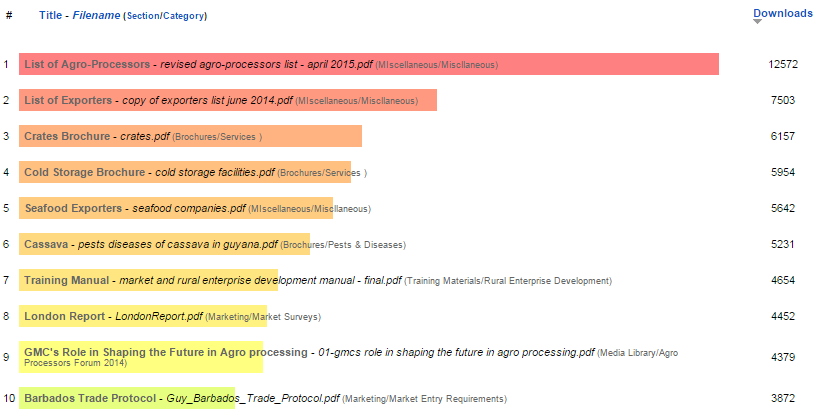 # Title - Filename (Section/Category) Downloads
1 List of Agro-Processors - revised agro-processors list - april 2015.pdf (MIscellaneous/Miscllaneous) 12572
2 List of Exporters - copy of exporters list june 2014.pdf (MIscellaneous/Miscllaneous) 7503
3 Crates Brochure - crates.pdf (Brochures/Services ) 6157
4 Cold Storage Brochure - cold storage facilities.pdf (Brochures/Services ) 5954
5 Seafood Exporters - seafood companies.pdf (MIscellaneous/Miscllaneous) 5642
6 Cassava - pests diseases of cassava in guyana.pdf (Brochures/Pests & Diseases) 5231
7 Training Manual - market and rural enterprise development manual - final.pdf (Training Materials/Rural Enterprise Development) 4654
8 London Report - LondonReport.pdf (Marketing/Market Surveys) 4452
9 GMC's Role in Shaping the Future in Agro processing - 01-gmcs role in shaping the future in agro processing.pdf (Media Library/Agro 4379
Processors Forum 2014)
10 Barbados Trade Protocol - Guy_Barbados_Trade_Protocol.pdf (Marketing/Market Entry Requirements) 3872